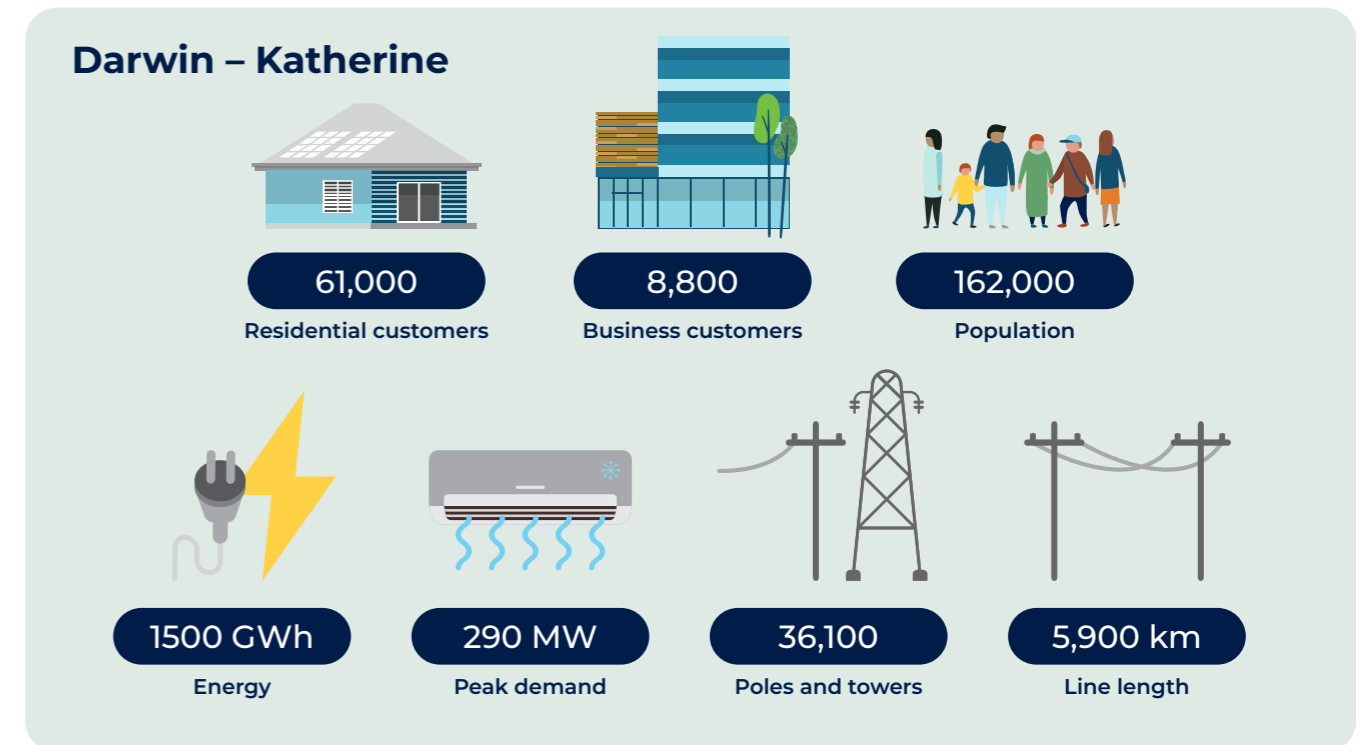 Darwin – Katherine
61,000
8,800
162,000
Residential customers
Business customers
Population
1500 GWh
290 MW
36,100
5,900 km
Energy
Peak demand
Poles and towers
Line length